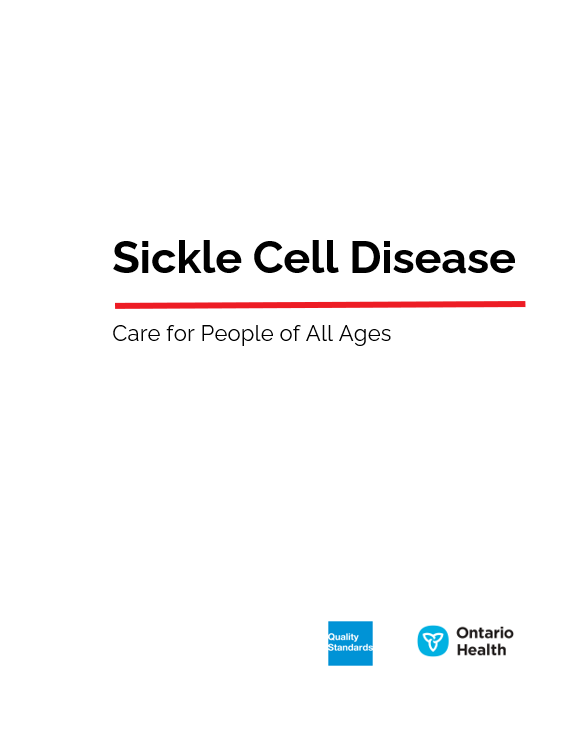 Sickle Cell Disease
Care for People of All Ages
Quality
Standards
Ontario
Health